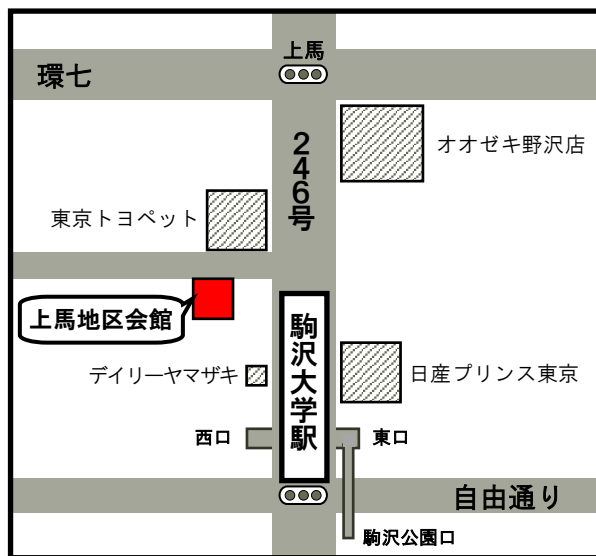 上馬
環七
246号
オオゼキ野沢店
東京トヨペット
上馬地区会館
駒沢大学駅
デイリーヤマザキ
日産プリンス東京
西口
東口
自由通り
駒沢公園口